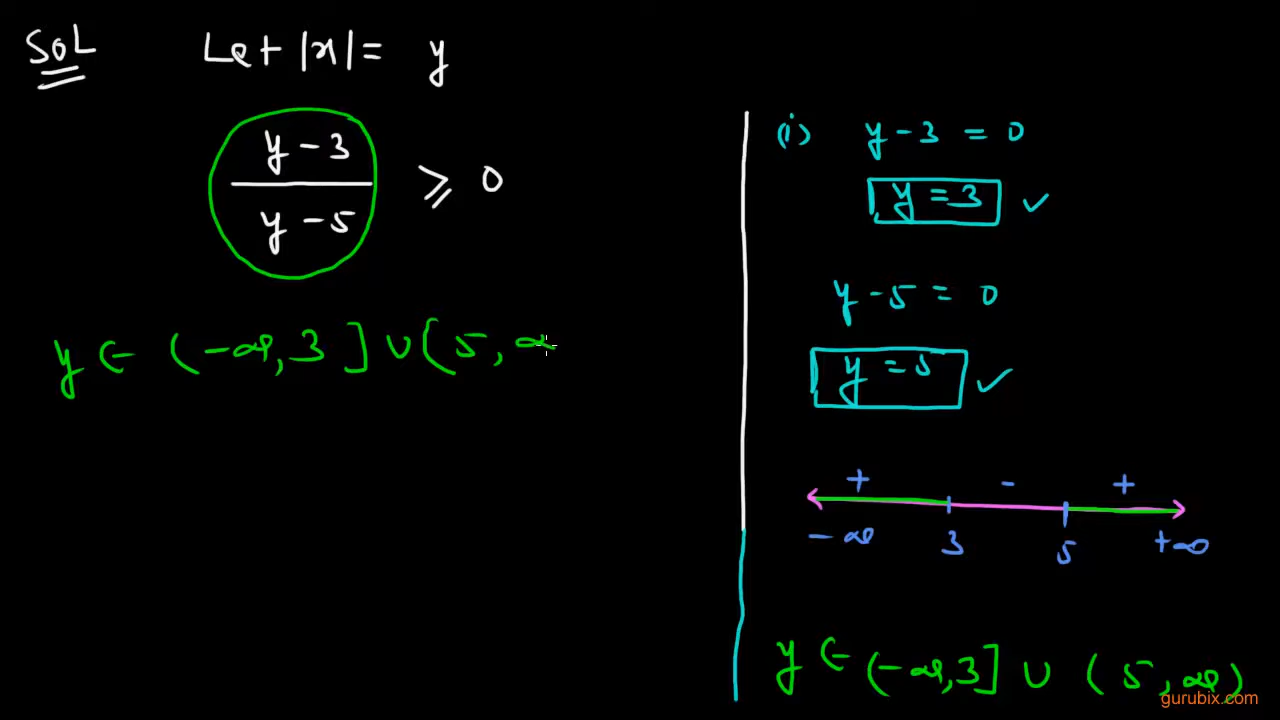 SOL Let |x| = y
y - 3
y - 5
⩾ 0
y ∈ (-∞, 3] ∪ (5, ∞
(i) y - 3 = 0
y = 3 ✓
y - 5 = 0
y = 5 ✓
+ - +
-∞ 3 5 +∞
y ∈ (-∞, 3] ∪ (5, ∞)
gurubix.com